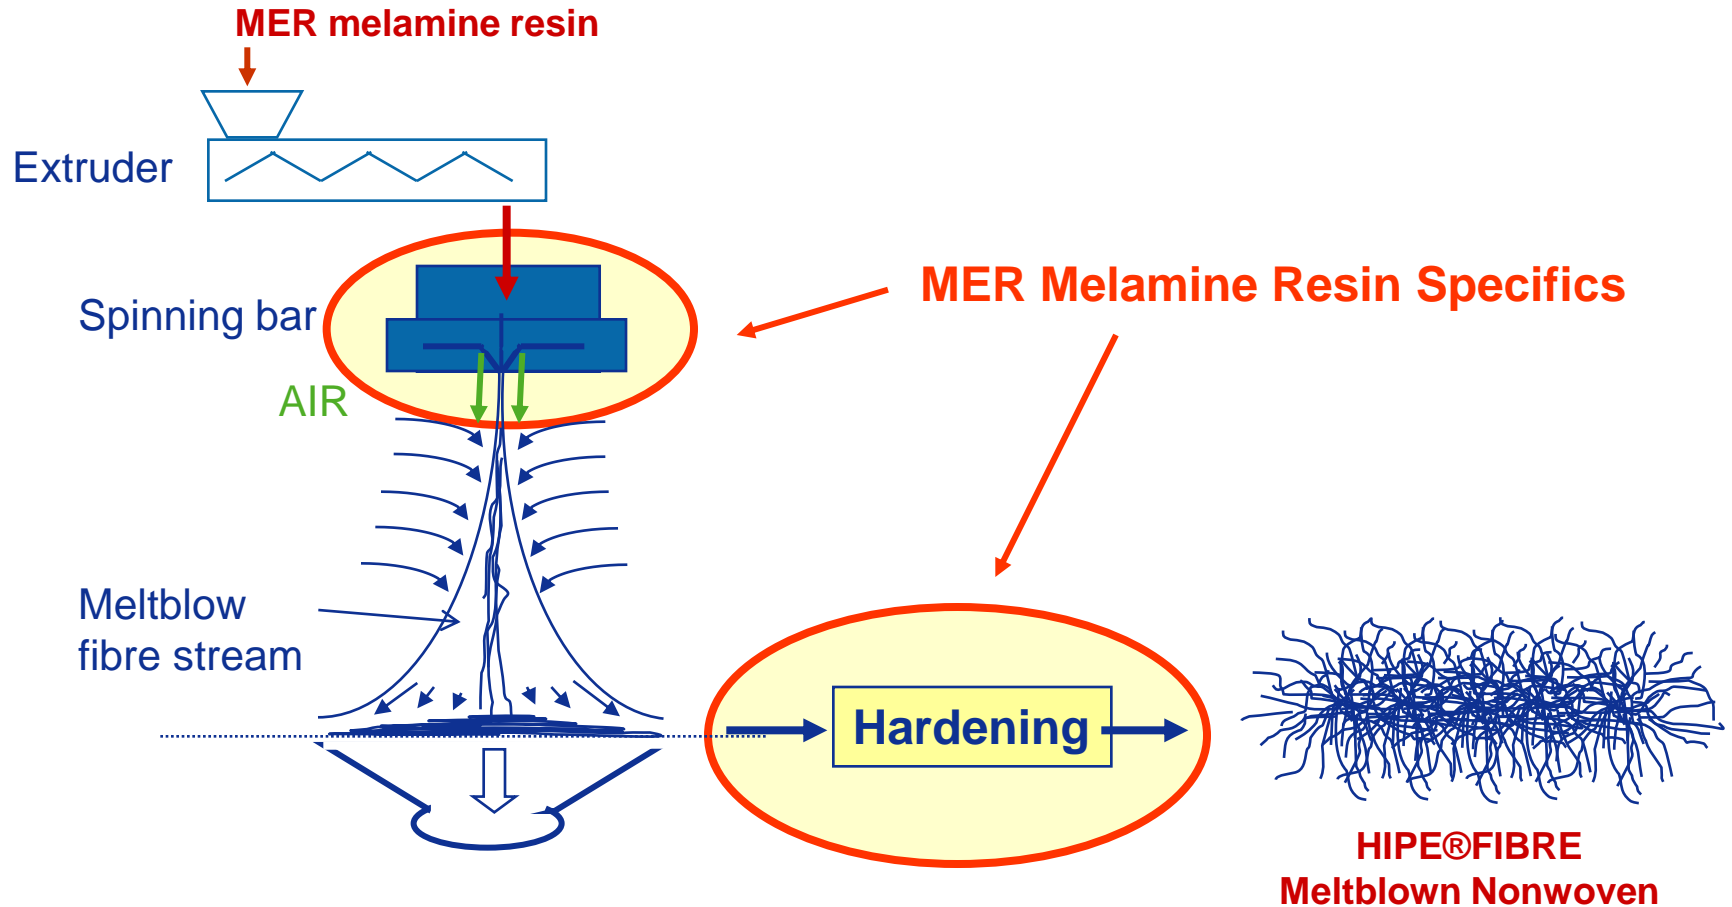 MER melamine resin
Extruder
Spinning bar
MER Melamine Resin Specifics
AIR
Meltblow
fibre stream
Hardening
HIPE®FIBRE
Meltblown Nonwoven